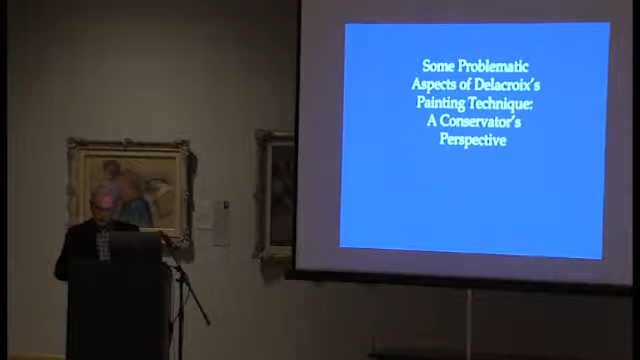 Some Problematic
Aspects of Delacroix's
Painting Technique:
A Conservator's
Perspective